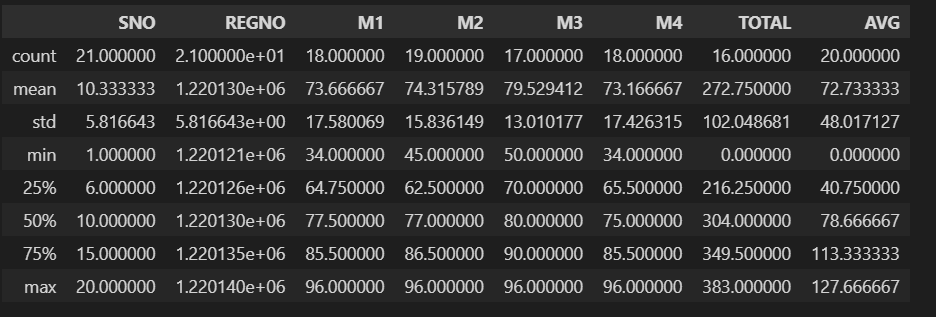 SNO REGNO M1 M2 M3 M4 TOTAL AVG
count 21.000000 2.100000e+01 18.000000 19.000000 17.000000 18.000000 16.000000 20.000000
mean 10.333333 1.220130e+06 73.666667 74.315789 79.529412 73.166667 272.750000 72.733333
std 5.816643 5.816643e+00 17.580069 15.836149 13.010177 17.426315 102.048681 48.017127
min 1.000000 1.220121e+06 34.000000 45.000000 50.000000 34.000000 0.000000 0.000000
25% 6.000000 1.220126e+06 64.750000 62.500000 70.000000 65.500000 216.250000 40.750000
50% 10.000000 1.220130e+06 77.500000 77.000000 80.000000 75.000000 304.000000 78.666667
75% 15.000000 1.220135e+06 85.500000 86.500000 90.000000 86.500000 349.500000 113.333333
max 20.000000 1.220140e+06 96.000000 96.000000 96.000000 96.000000 383.000000 127.666667